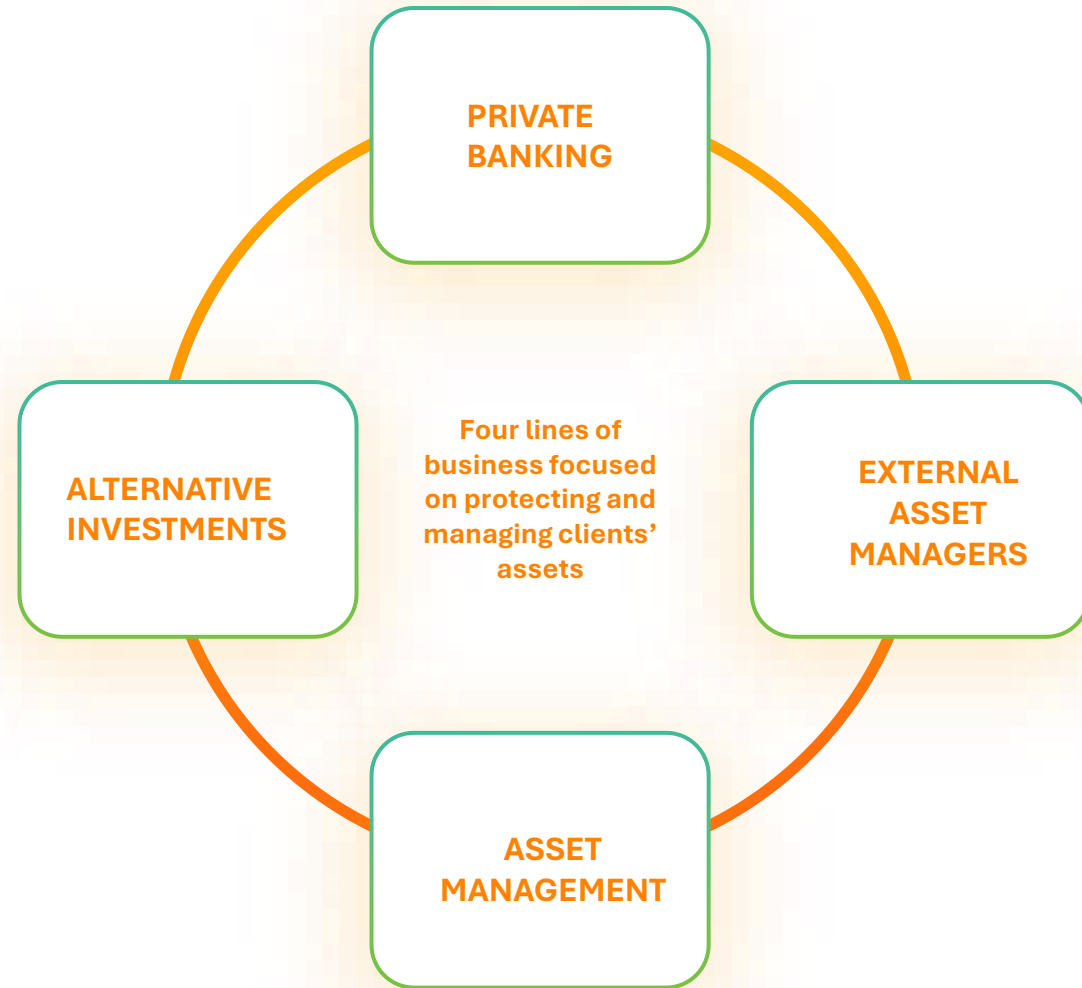 PRIVATE
BANKING
ALTERNATIVE
INVESTMENTS
Four lines of
business focused
on protecting and
managing clients’
assets
EXTERNAL
ASSET
MANAGERS
ASSET
MANAGEMENT